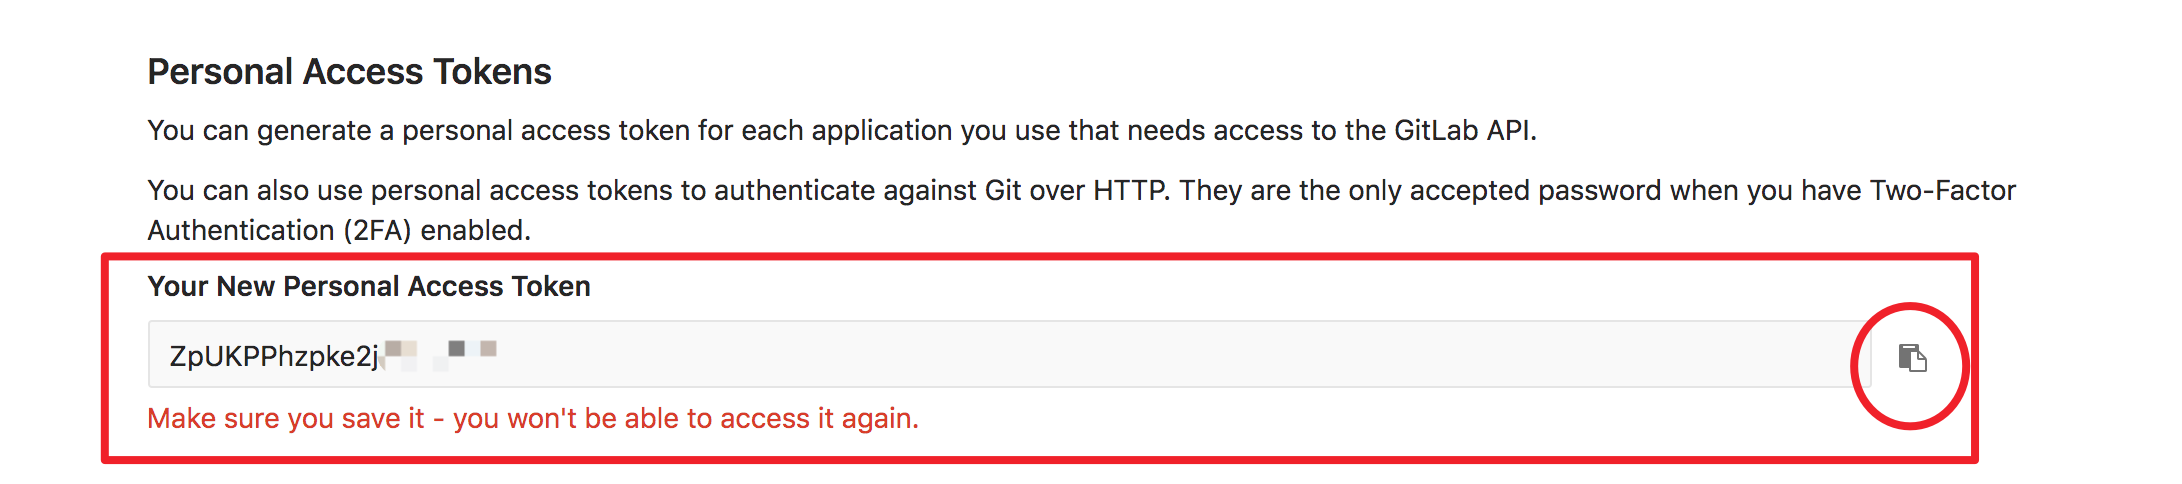 Personal Access Tokens
You can generate a personal access token for each application you use that needs access to the GitLab API.
You can also use personal access tokens to authenticate against Git over HTTP. They are the only accepted password when you have Two-Factor
Authentication (2FA) enabled.
Your New Personal Access Token
ZpUKPPhzpke2j
Make sure you save it - you won't be able to access it again.